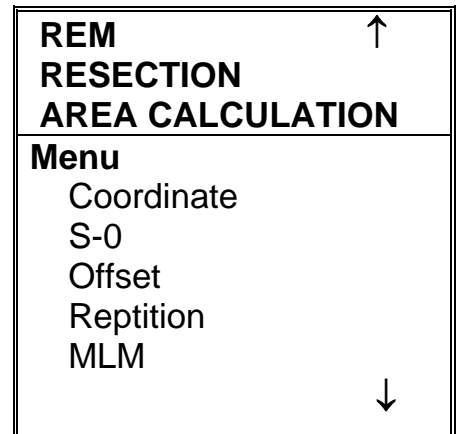 REM ↑
RESECTION
AREA CALCULATION
Menu
Coordinate
S-0
Offset
Reptition
MLM
↓